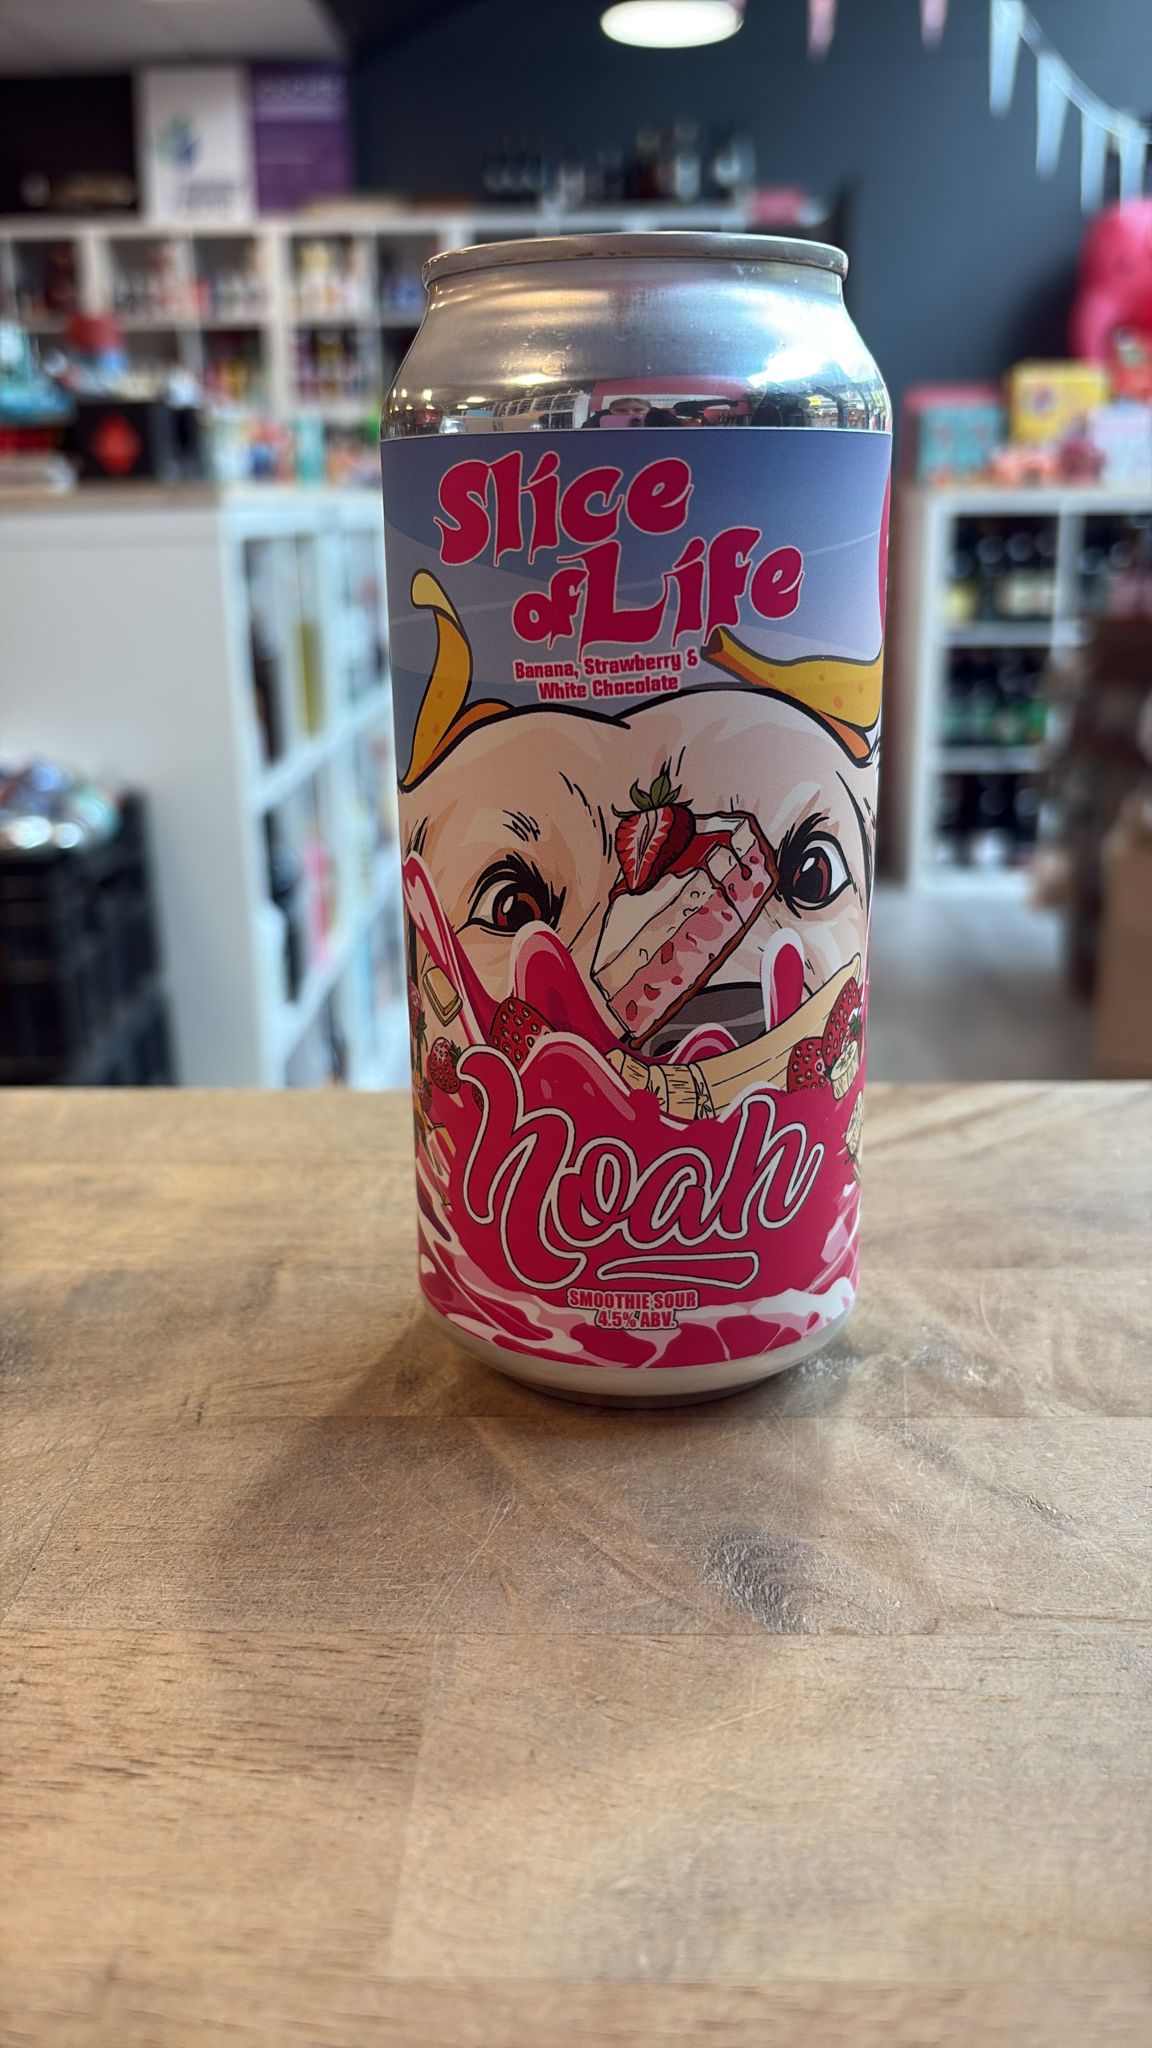 Slice
of Life
Banana, Strawberry &
White Chocolate
Noah
SMOOTHIE SOUR
4.5% ABV.